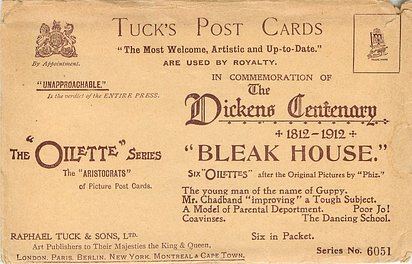 TUCK'S POST CARDS
"The Most Welcome, Artistic and Up-to-Date."
ARE USED BY ROYALTY.
By Appointment.
"UNAPPROACHABLE."
Is the verdict of the ENTIRE PRESS.
IN COMMEMORATION OF
The
Dickens Centenary
1812-1912
THE "OILETTE" SERIES
The "ARISTOCRATS"
of Picture Post Cards.
"BLEAK HOUSE."
SIX "OILETTES" after the Original Pictures by "Phiz."
The young man of the name of Guppy.
Mr. Chadband "improving" a Tough Subject.
A Model of Parental Department. Poor Jo!
Coavinses. The Dancing School.
RAPHAEL TUCK & SONS, LTD.
Art Publishers to Their Majesties the King & Queen,
LONDON. PARIS. BERLIN. NEW YORK. MONTREAL & CAPE TOWN.
Six in Packet.
Series No. 6051